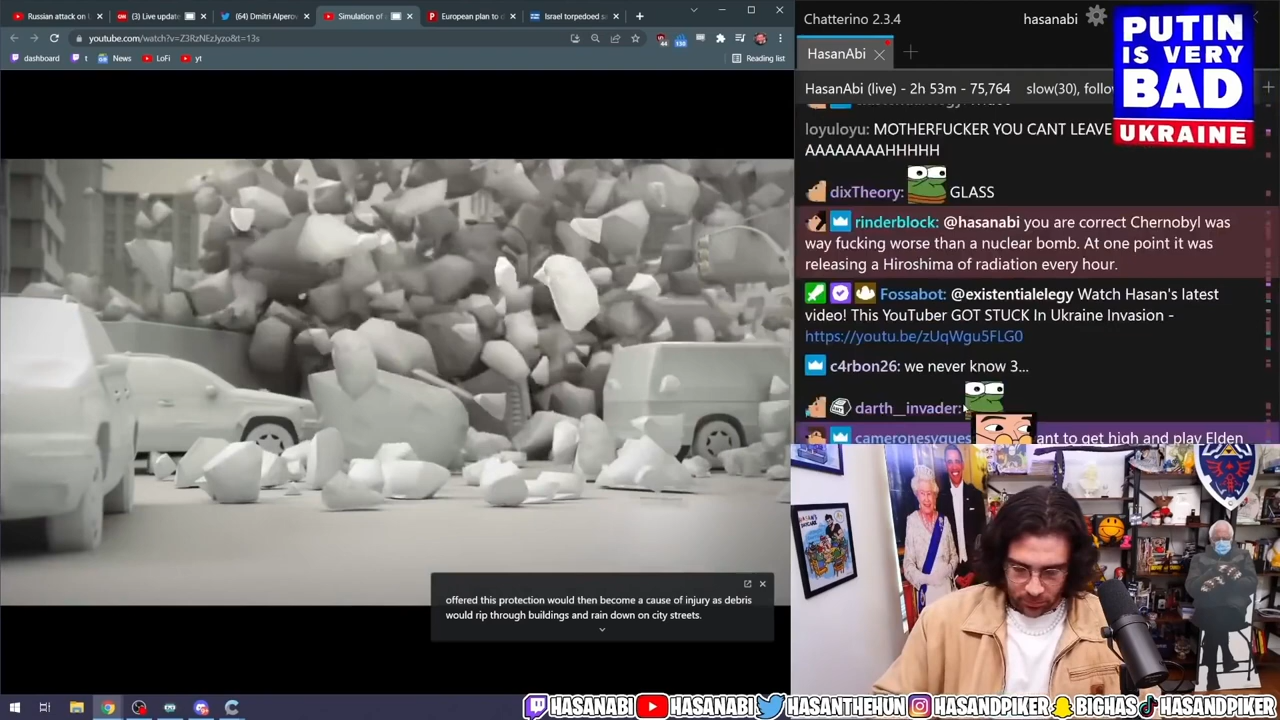 Russian attack on U
(3) Live update
(64) Dmitri Alperov
Simulation of
European plan to c
Israel torpedoed sa
youtube.com/watch?v=Z3RzNEzJyzo&t=13s
44
138
dashboard
t
News
LoFi
yt
Reading list
offered this protection would then become a cause of injury as debris
would rip through buildings and rain down on city streets.
Chatterino 2.3.4
hasanabi
HasanAbi
HasanAbi (live) - 2h 53m - 75,764
slow(30), follow
PUTIN
IS VERY
BAD
UKRAINE
loyuloyu: MOTHERFUCKER YOU CANT LEAVE
AAAAAAAAHHHHH
dixTheory: GLASS
rinderblock: @hasanabi you are correct Chernobyl was
way fucking worse than a nuclear bomb. At one point it was
releasing a Hiroshima of radiation every hour.
Fossabot: @existentialelegy Watch Hasan's latest
video! This YouTuber GOT STUCK In Ukraine Invasion -
https://youtu.be/zUqWgu5FLG0
c4rbon26: we never know 3...
darth__invader:
cameronesyques
ant to get high and play Elden
HASANABI
HASANABI
HASANTHEHUN
HASANDPIKER
BIGHAS
HASANDPIKER